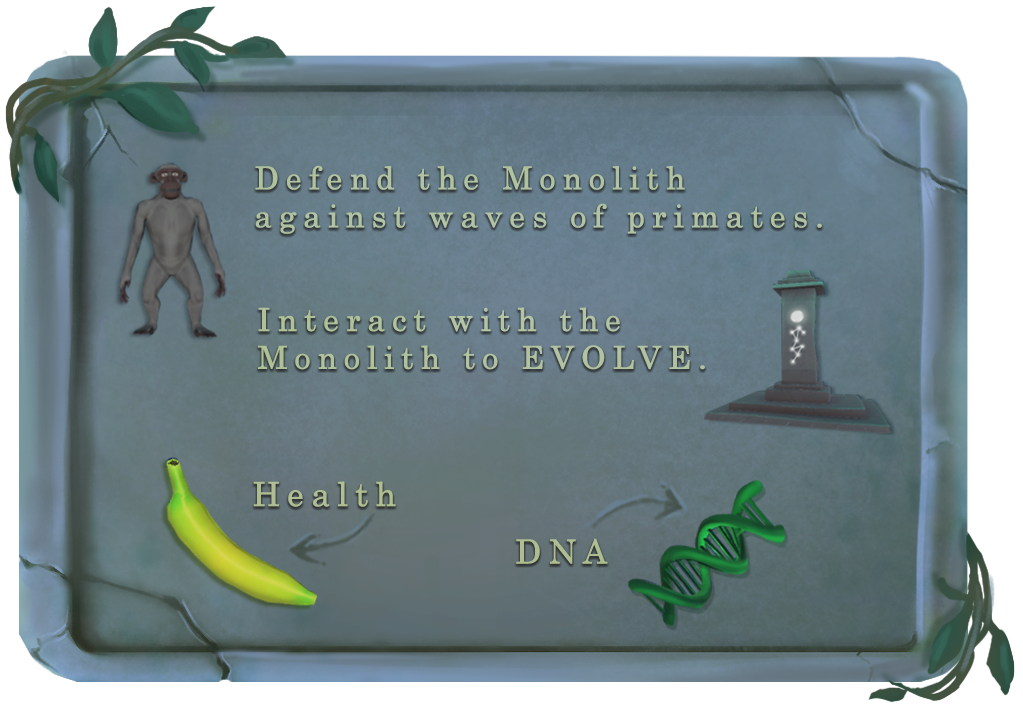 Defend the Monolith
against waves of primates.
Interact with the
Monolith to EVOLVE.
Health
DNA